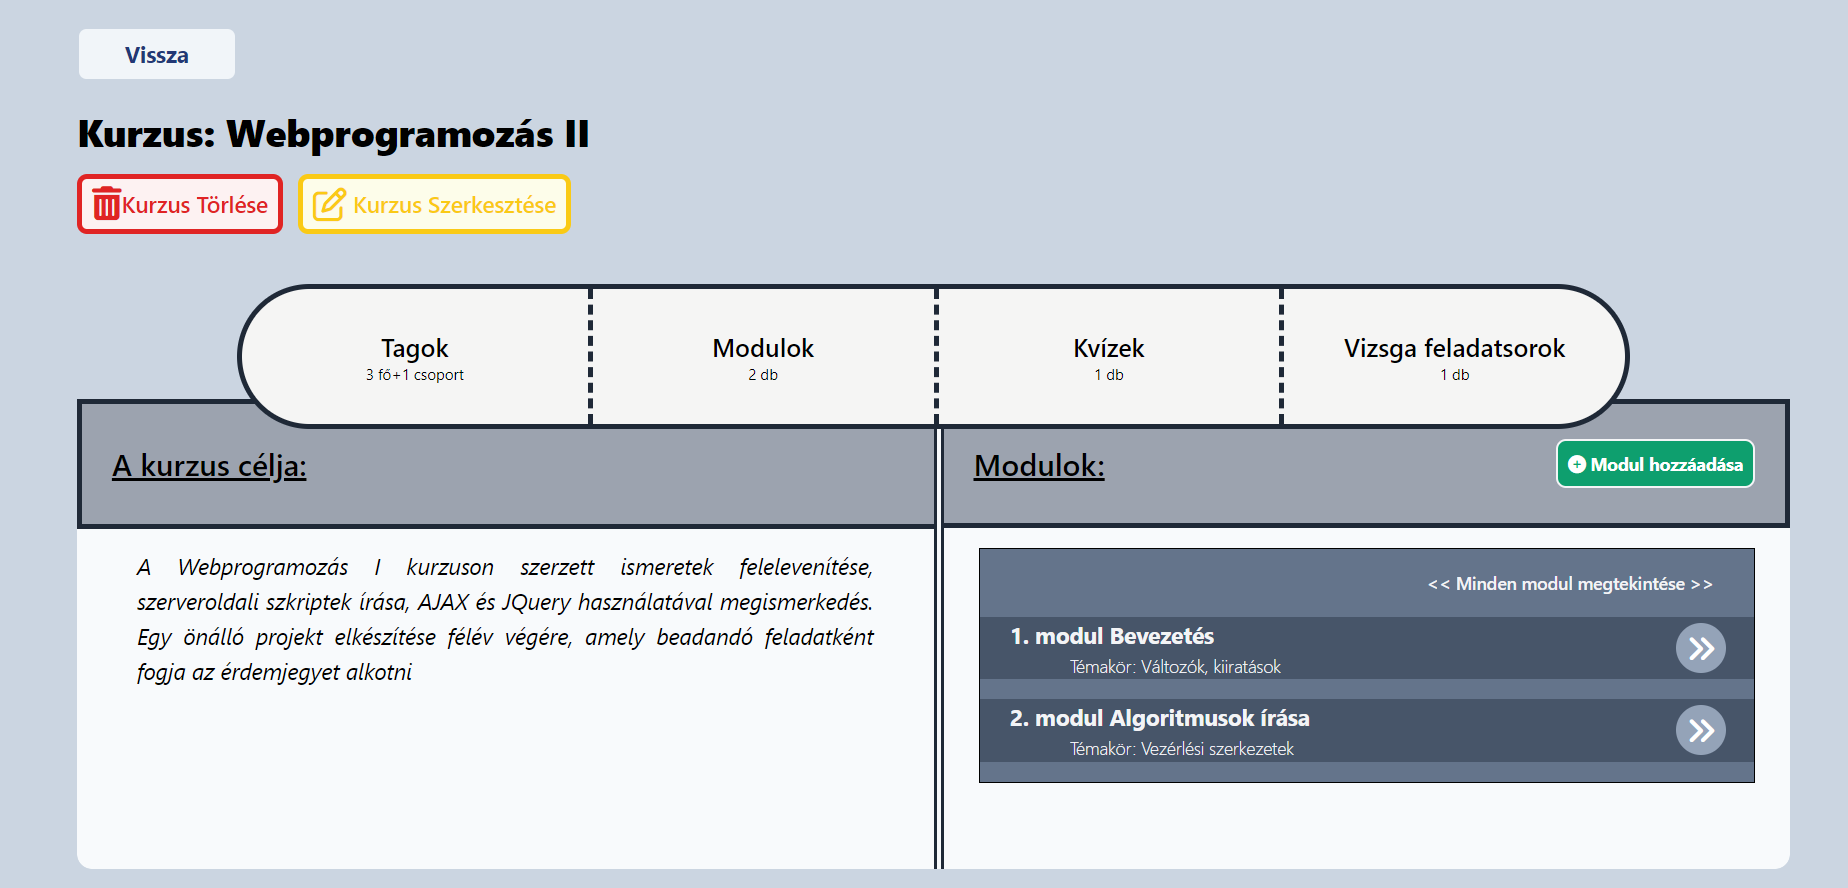 Vissza
Kurzus: Webprogramozás II
Kurzus Törlése
Kurzus Szerkesztése
Tagok
3 fő+1 csoport
Modulok
2 db
Kvízek
1 db
Vizsga feladatsorok
1 db
A kurzus célja:
A Webprogramozás I kurzuson szerzett ismeretek felelevenítése,
szerveroldali szkriptek írása, AJAX és JQuery használatával megismerkedés.
Egy önálló projekt elkészítése félév végére, amely beadandó feladatként
fogja az érdemjegyet alkotni
Modulok:
Modul hozzáadása
<< Minden modul megtekintése >>
1. modul Bevezetés
Témakör: Változók, kiiratások
2. modul Algoritmusok írása
Témakör: Vezérlési szerkezetek